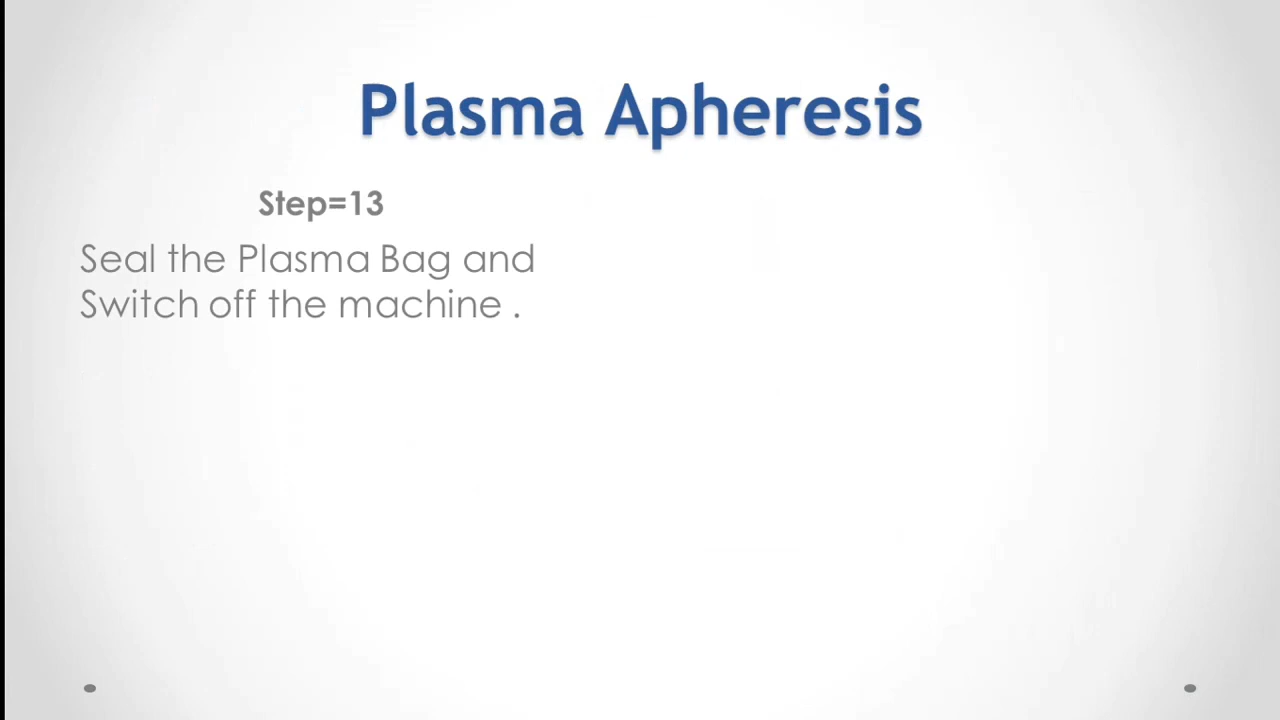 Plasma Apheresis
Step=13
Seal the Plasma Bag and
Switch off the machine .